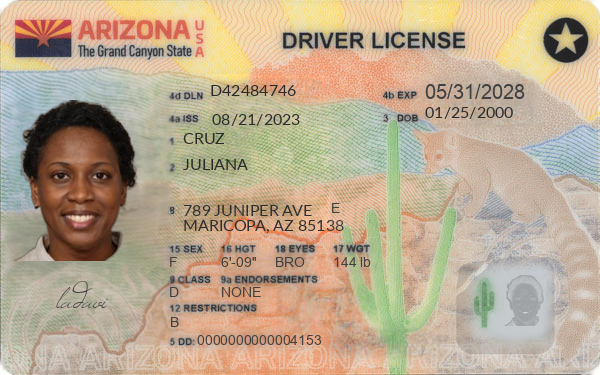 ARIZONA USA
The Grand Canyon State
DRIVER LICENSE
4d DLN D42484746 4b EXP 05/31/2028
4a ISS 08/21/2023 3 DOB 01/25/2000
1 CRUZ
2 JULIANA
8 789 JUNIPER AVE E
MARICOPA, AZ 85138
15 SEX 16 HGT 18 EYES 17 WGT
F 6'-09" BRO 144 lb
9 CLASS 9a ENDORSEMENTS
D NONE
12 RESTRICTIONS
B
5 DD: 0000000000004153
ARIZONA ARIZONA ARIZONA ARIZONA